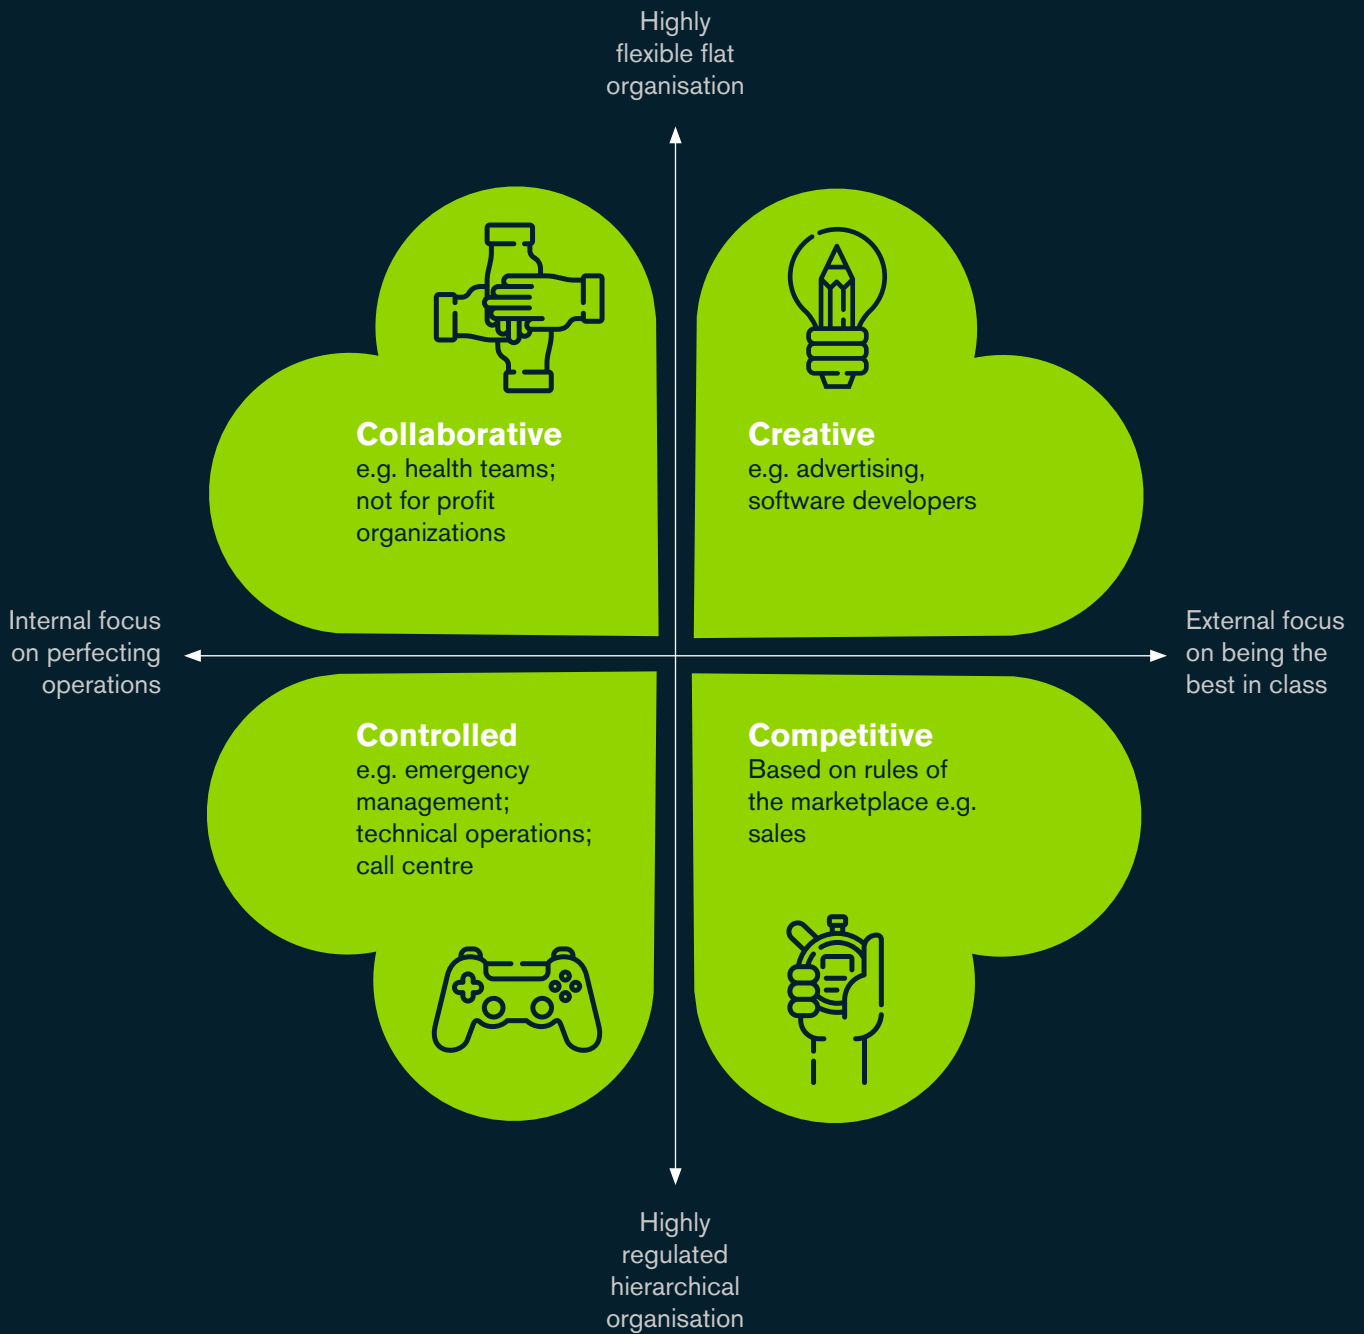 Highly
flexible flat
organisation
Collaborative
e.g. health teams;
not for profit
organizations
Creative
e.g. advertising,
software developers
Internal focus
on perfecting
operations
External focus
on being the
best in class
Controlled
e.g. emergency
management;
technical operations;
call centre
Competitive
Based on rules of
the marketplace e.g.
sales
Highly
regulated
hierarchical
organisation